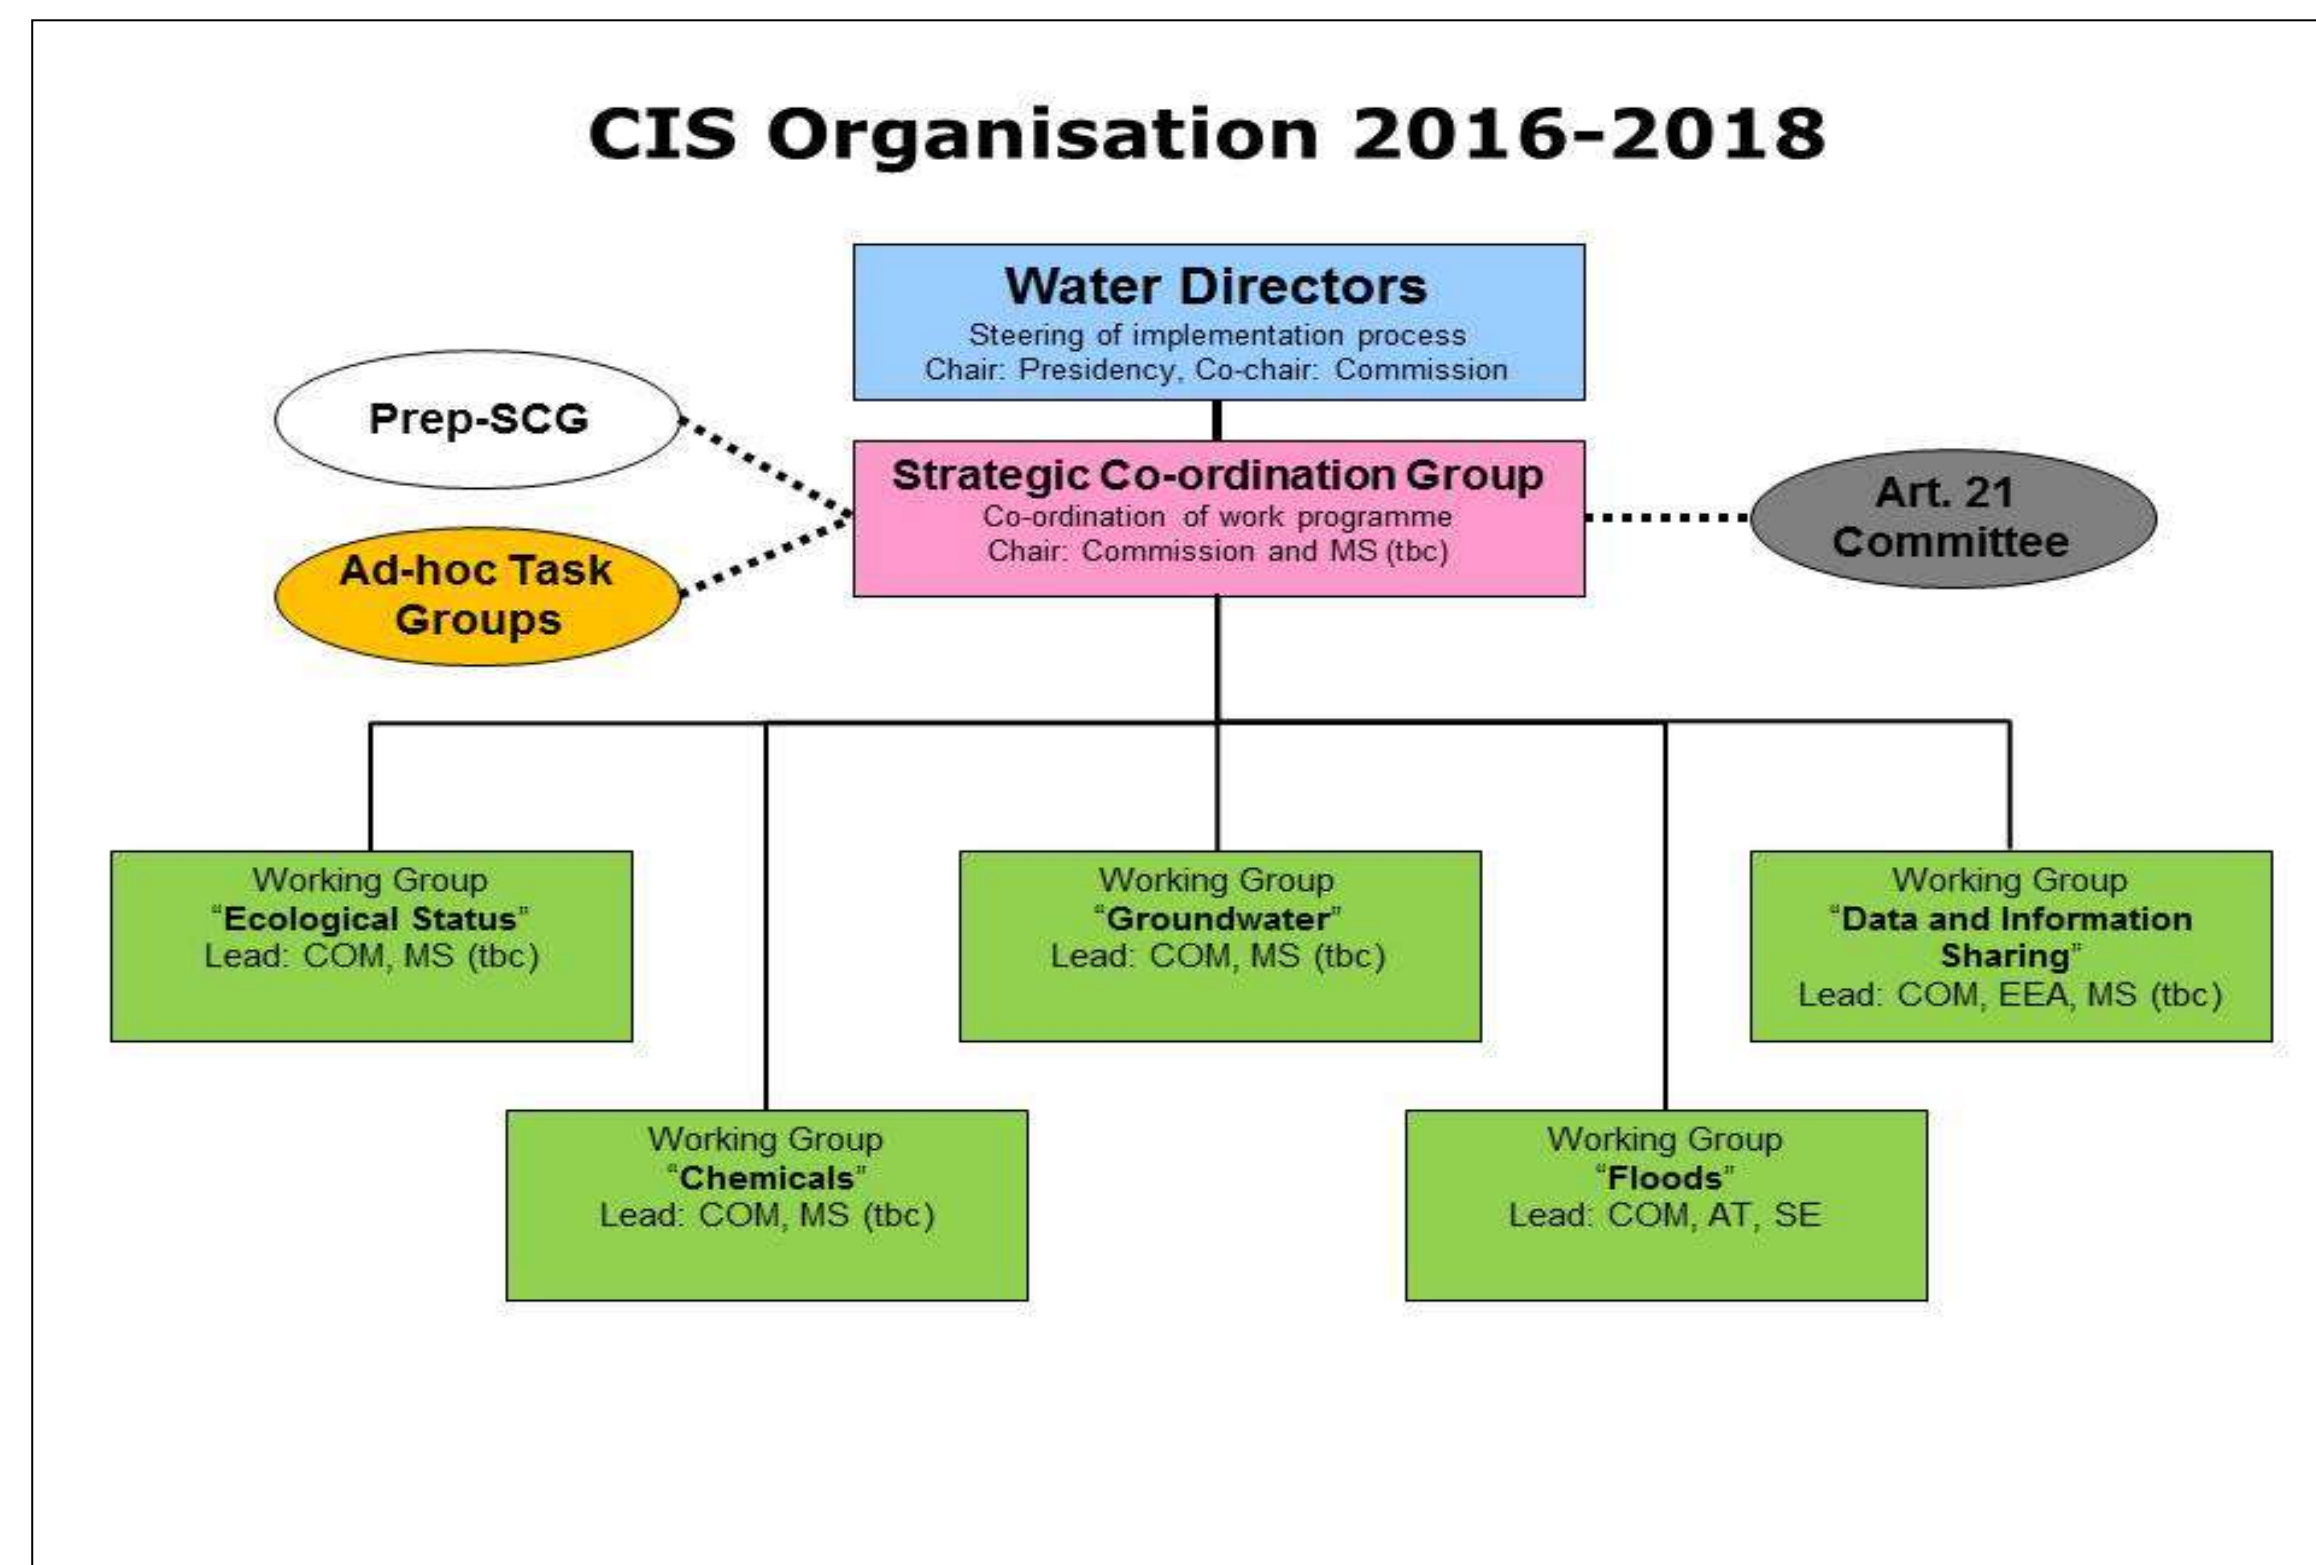 CIS Organisation 2016-2018
Water Directors
Steering of implementation process
Chair: Presidency, Co-chair: Commission
Prep-SCG
Strategic Co-ordination Group
Co-ordination of work programme
Chair: Commission and MS (tbc)
Art. 21
Committee
Ad-hoc Task
Groups
Working Group
“Ecological Status”
Lead: COM, MS (tbc)
Working Group
“Groundwater”
Lead: COM, MS (tbc)
Working Group
“Data and Information
Sharing”
Lead: COM, EEA, MS (tbc)
Working Group
“Chemicals”
Lead: COM, MS (tbc)
Working Group
“Floods”
Lead: COM, AT, SE